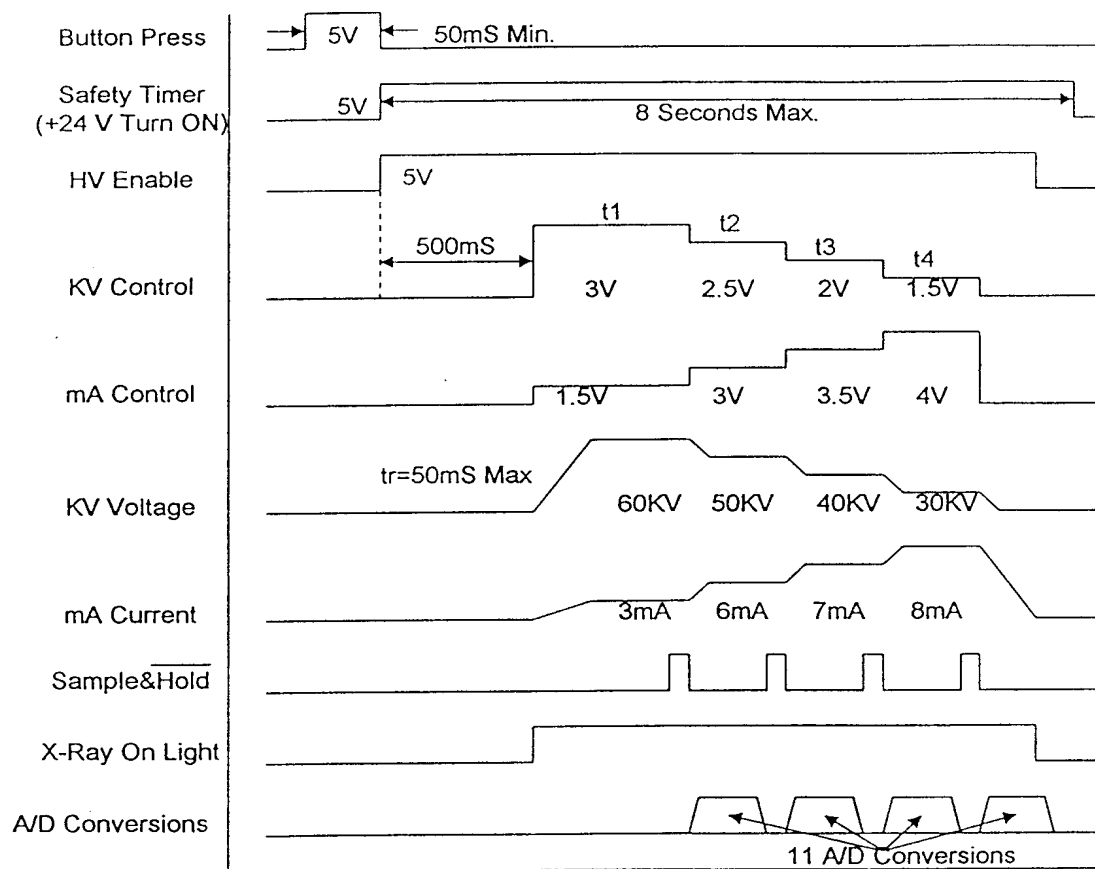 Button Press
5V
50mS Min.
Safety Timer
(+24 V Turn ON)
5V
8 Seconds Max.
HV Enable
5V
500mS
t1
t2
t3
t4
KV Control
3V
2.5V
2V
1.5V
mA Control
1.5V
3V
3.5V
4V
tr=50mS Max
KV Voltage
60KV
50KV
40KV
30KV
mA Current
3mA
6mA
7mA
8mA
Sample&Hold
X-Ray On Light
A/D Conversions
11 A/D Conversions